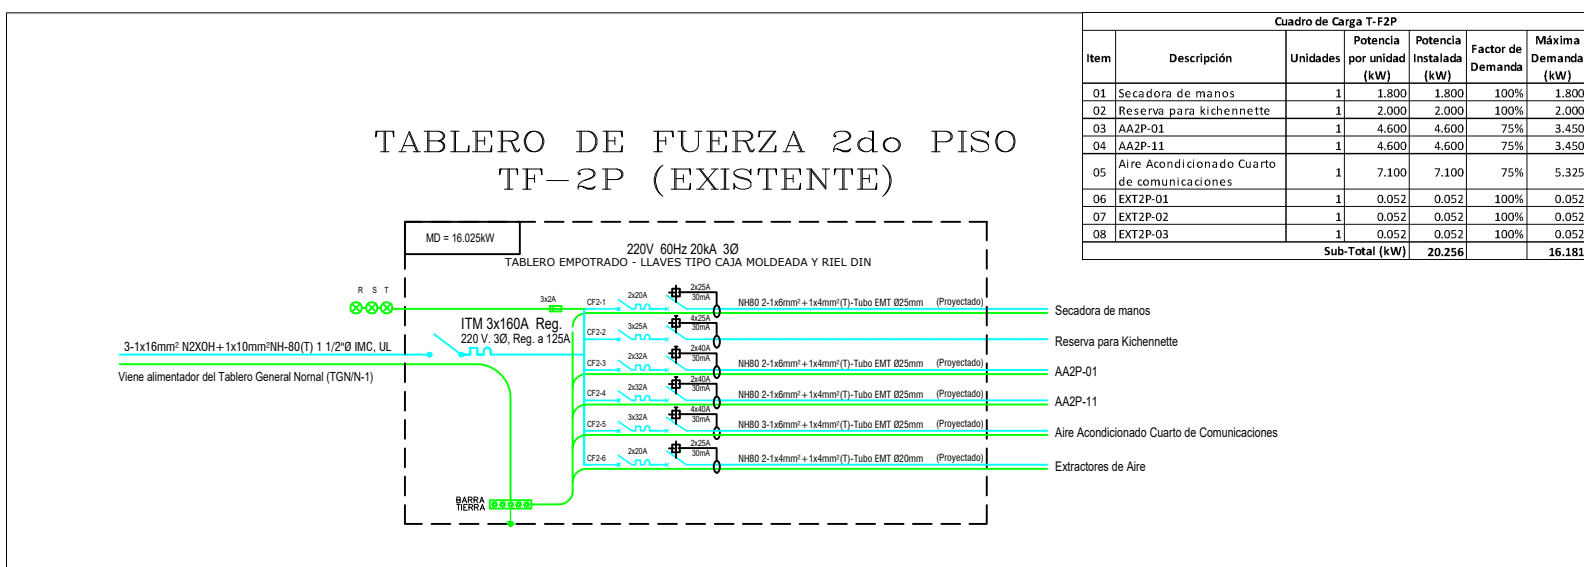 Cuadro de Carga T-F2P
Item Descripción Unidades Potencia por unidad (kW) Potencia Instalada (kW) Factor de Demanda Máxima Demanda (kW)
01 Secadora de manos 1 1.800 1.800 100% 1.800
02 Reserva para kichennette 1 2.000 2.000 100% 2.000
03 AA2P-01 1 4.600 4.600 75% 3.450
04 AA2P-11 1 4.600 4.600 75% 3.450
05 Aire Acondicionado Cuarto de comunicaciones 1 7.100 7.100 75% 5.325
06 EXT2P-01 1 0.052 0.052 100% 0.052
07 EXT2P-02 1 0.052 0.052 100% 0.052
08 EXT2P-03 1 0.052 0.052 100% 0.052
Sub-Total (kW) 20.256 16.181
TABLERO DE FUERZA 2do PISO
TF-2P (EXISTENTE)
MD = 16.025kW
220V 60Hz 20kA 3Ø
TABLERO EMPOTRADO - LLAVES TIPO CAJA MOLDEADA Y RIEL DIN
R S T
3x2A
ITM 3x160A Reg.
220 V. 3Ø, Reg. a 125A
3-1x16mm² N2XOH+1x10mm²NH-80(T) 1 1/2"Ø IMC, UL
Viene alimentador del Tablero General Nornal (TGN/N-1)
CF2-1 2x20A 2x25A 30mA NH80 2-1x6mm²+1x4mm²(T)-Tubo EMT Ø25mm (Proyectado) Secadora de manos
CF2-2 3x25A 4x25A 30mA Reserva para Kichennette
CF2-3 2x32A 2x40A 30mA NH80 2-1x6mm²+1x4mm²(T)-Tubo EMT Ø25mm (Proyectado) AA2P-01
CF2-4 2x32A 2x40A 30mA NH80 2-1x6mm²+1x4mm²(T)-Tubo EMT Ø25mm (Proyectado) AA2P-11
CF2-5 3x32A 4x40A 30mA NH80 3-1x6mm²+1x4mm²(T)-Tubo EMT Ø25mm (Proyectado) Aire Acondicionado Cuarto de Comunicaciones
CF2-6 2x20A 2x25A 30mA NH80 2-1x4mm²+1x4mm²(T)-Tubo EMT Ø20mm (Proyectado) Extractores de Aire
BARRA
TIERRA